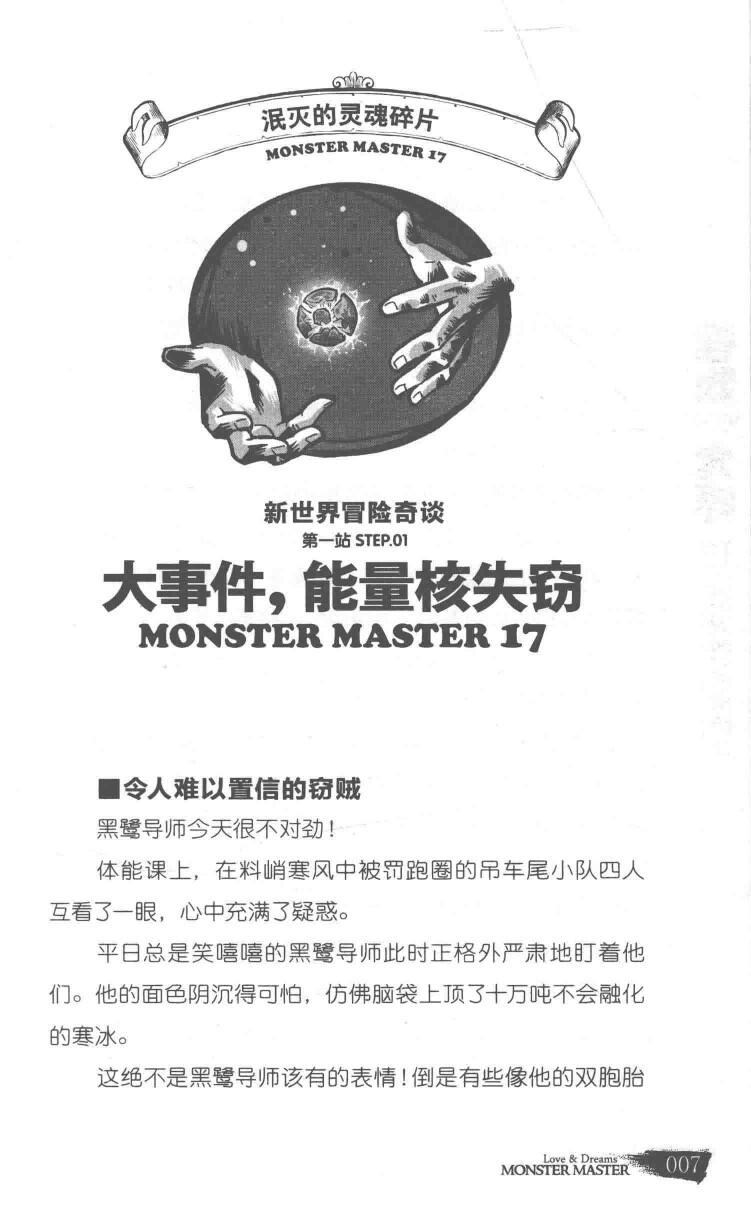 泯灭的灵魂碎片
MONSTER MASTER 17
新世界冒险奇谈
第一站 STEP.01
大事件，能量核失窃
MONSTER MASTER 17
■令人难以置信的窃贼
黑鹭导师今天很不对劲！
体能课上，在料峭寒风中被罚跑圈的吊车尾小队四人
互看了一眼，心中充满了疑惑。
平日总是笑嘻嘻的黑鹭导师此时正格外严肃地盯着他
们。他的面色阴沉得可怕，仿佛脑袋上顶了十万吨不会融化
的寒冰。
这绝不是黑鹭导师该有的表情！倒是有些像他的双胞胎
Love & Dreams
MONSTER MASTER 007